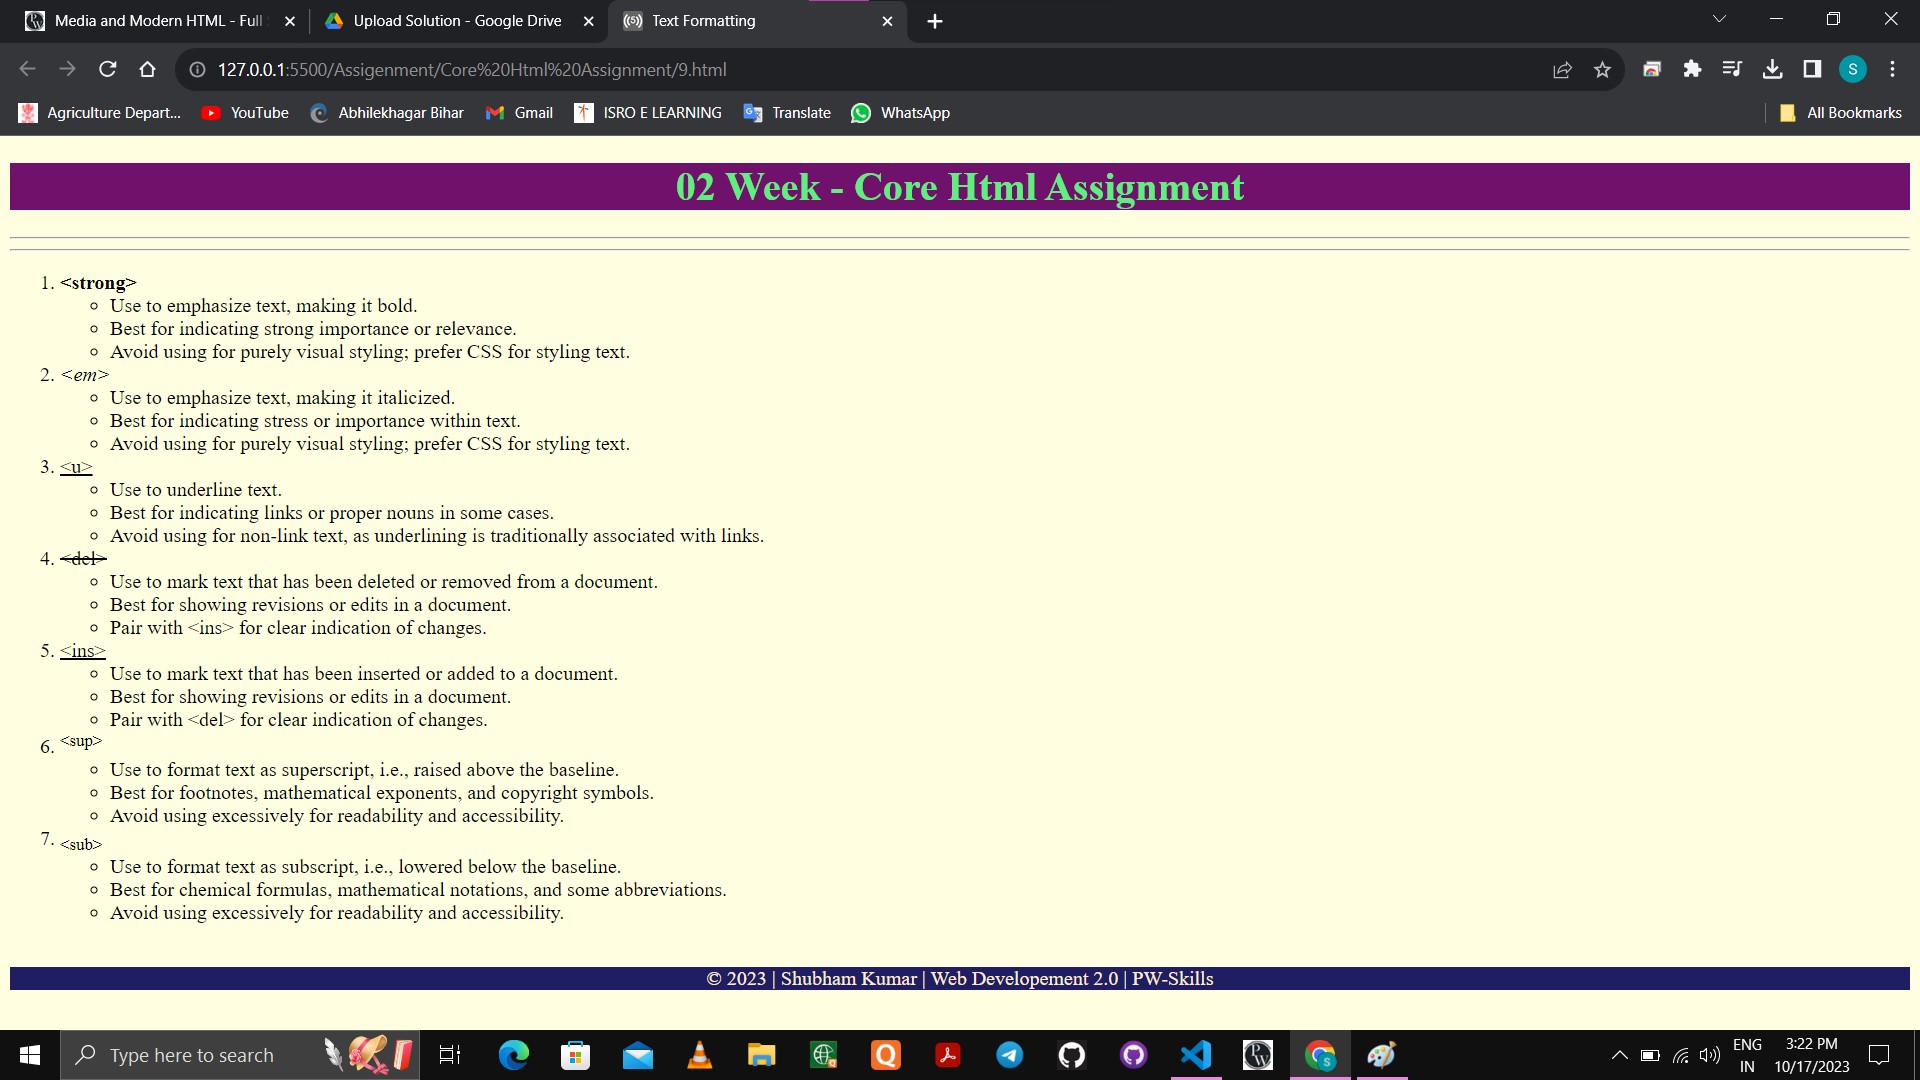 Media and Modern HTML - Full
Upload Solution - Google Drive
Text Formatting
127.0.0.1:5500/Assigenment/Core%20Html%20Assignment/9.html
S
Agriculture Depart...
YouTube
Abhilekhagar Bihar
Gmail
ISRO E LEARNING
Translate
WhatsApp
All Bookmarks
02 Week - Core Html Assignment
1. <strong>
Use to emphasize text, making it bold.
Best for indicating strong importance or relevance.
Avoid using for purely visual styling; prefer CSS for styling text.
2. <em>
Use to emphasize text, making it italicized.
Best for indicating stress or importance within text.
Avoid using for purely visual styling; prefer CSS for styling text.
3. <u>
Use to underline text.
Best for indicating links or proper nouns in some cases.
Avoid using for non-link text, as underlining is traditionally associated with links.
4. <del>
Use to mark text that has been deleted or removed from a document.
Best for showing revisions or edits in a document.
Pair with <ins> for clear indication of changes.
5. <ins>
Use to mark text that has been inserted or added to a document.
Best for showing revisions or edits in a document.
Pair with <del> for clear indication of changes.
6. <sup>
Use to format text as superscript, i.e., raised above the baseline.
Best for footnotes, mathematical exponents, and copyright symbols.
Avoid using excessively for readability and accessibility.
7. <sub>
Use to format text as subscript, i.e., lowered below the baseline.
Best for chemical formulas, mathematical notations, and some abbreviations.
Avoid using excessively for readability and accessibility.
© 2023 | Shubham Kumar | Web Developement 2.0 | PW-Skills
Type here to search
ENG
IN
3:22 PM
10/17/2023